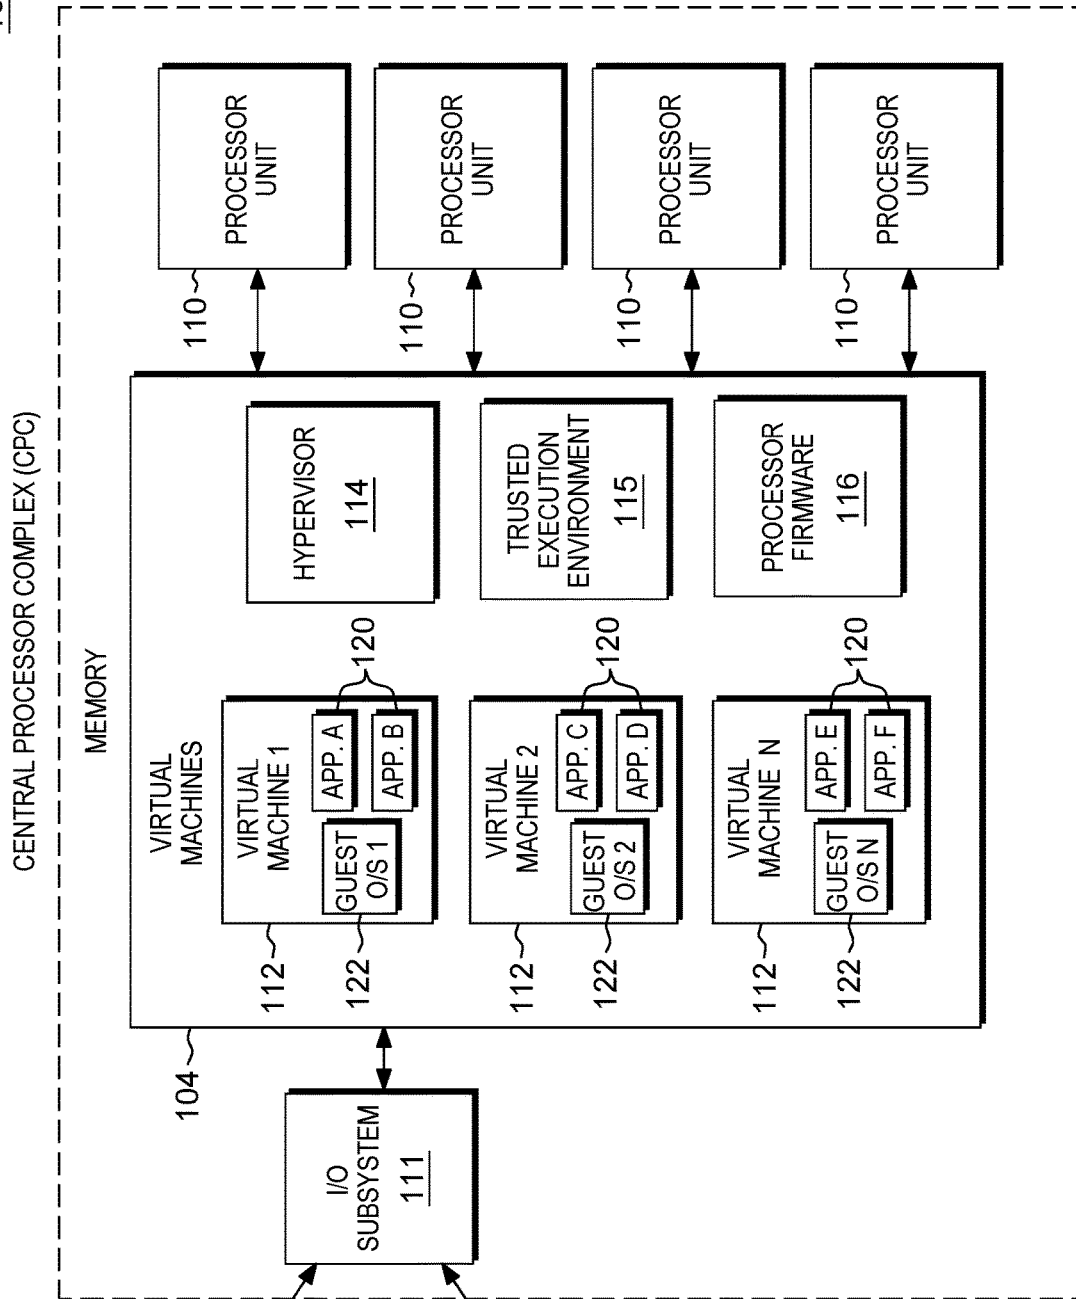 CENTRAL PROCESSOR COMPLEX (CPC)
MEMORY
VIRTUAL
MACHINES
VIRTUAL
MACHINE 1
APP. A
APP. B
120
GUEST
O/S 1
112
122
HYPERVISOR
114
VIRTUAL
MACHINE 2
APP. C
APP. D
120
GUEST
O/S 2
112
122
TRUSTED
EXECUTION
ENVIRONMENT
115
VIRTUAL
MACHINE N
APP. E
APP. F
120
GUEST
O/S N
112
122
PROCESSOR
FIRMWARE
116
104
I/O
SUBSYSTEM
111
PROCESSOR
UNIT
110
PROCESSOR
UNIT
110
PROCESSOR
UNIT
110
PROCESSOR
UNIT
110